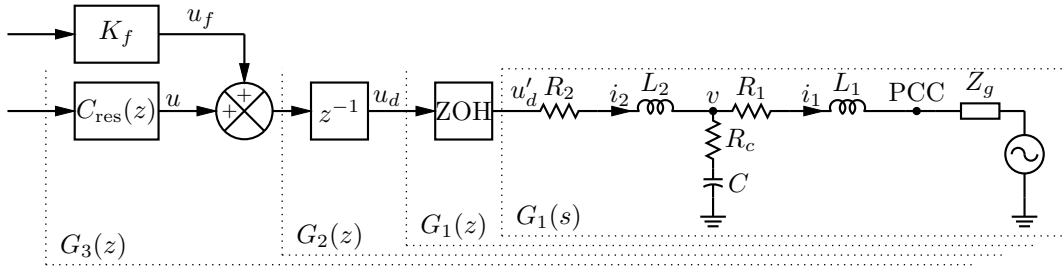 K_f
u_f
C_res(z)
u
+
+
z^{-1}
u_d
ZOH
u'_d
R_2
i_2
L_2
v
R_1
i_1
L_1
PCC
Z_g
R_c
C
G_3(z)
G_2(z)
G_1(z)
G_1(s)